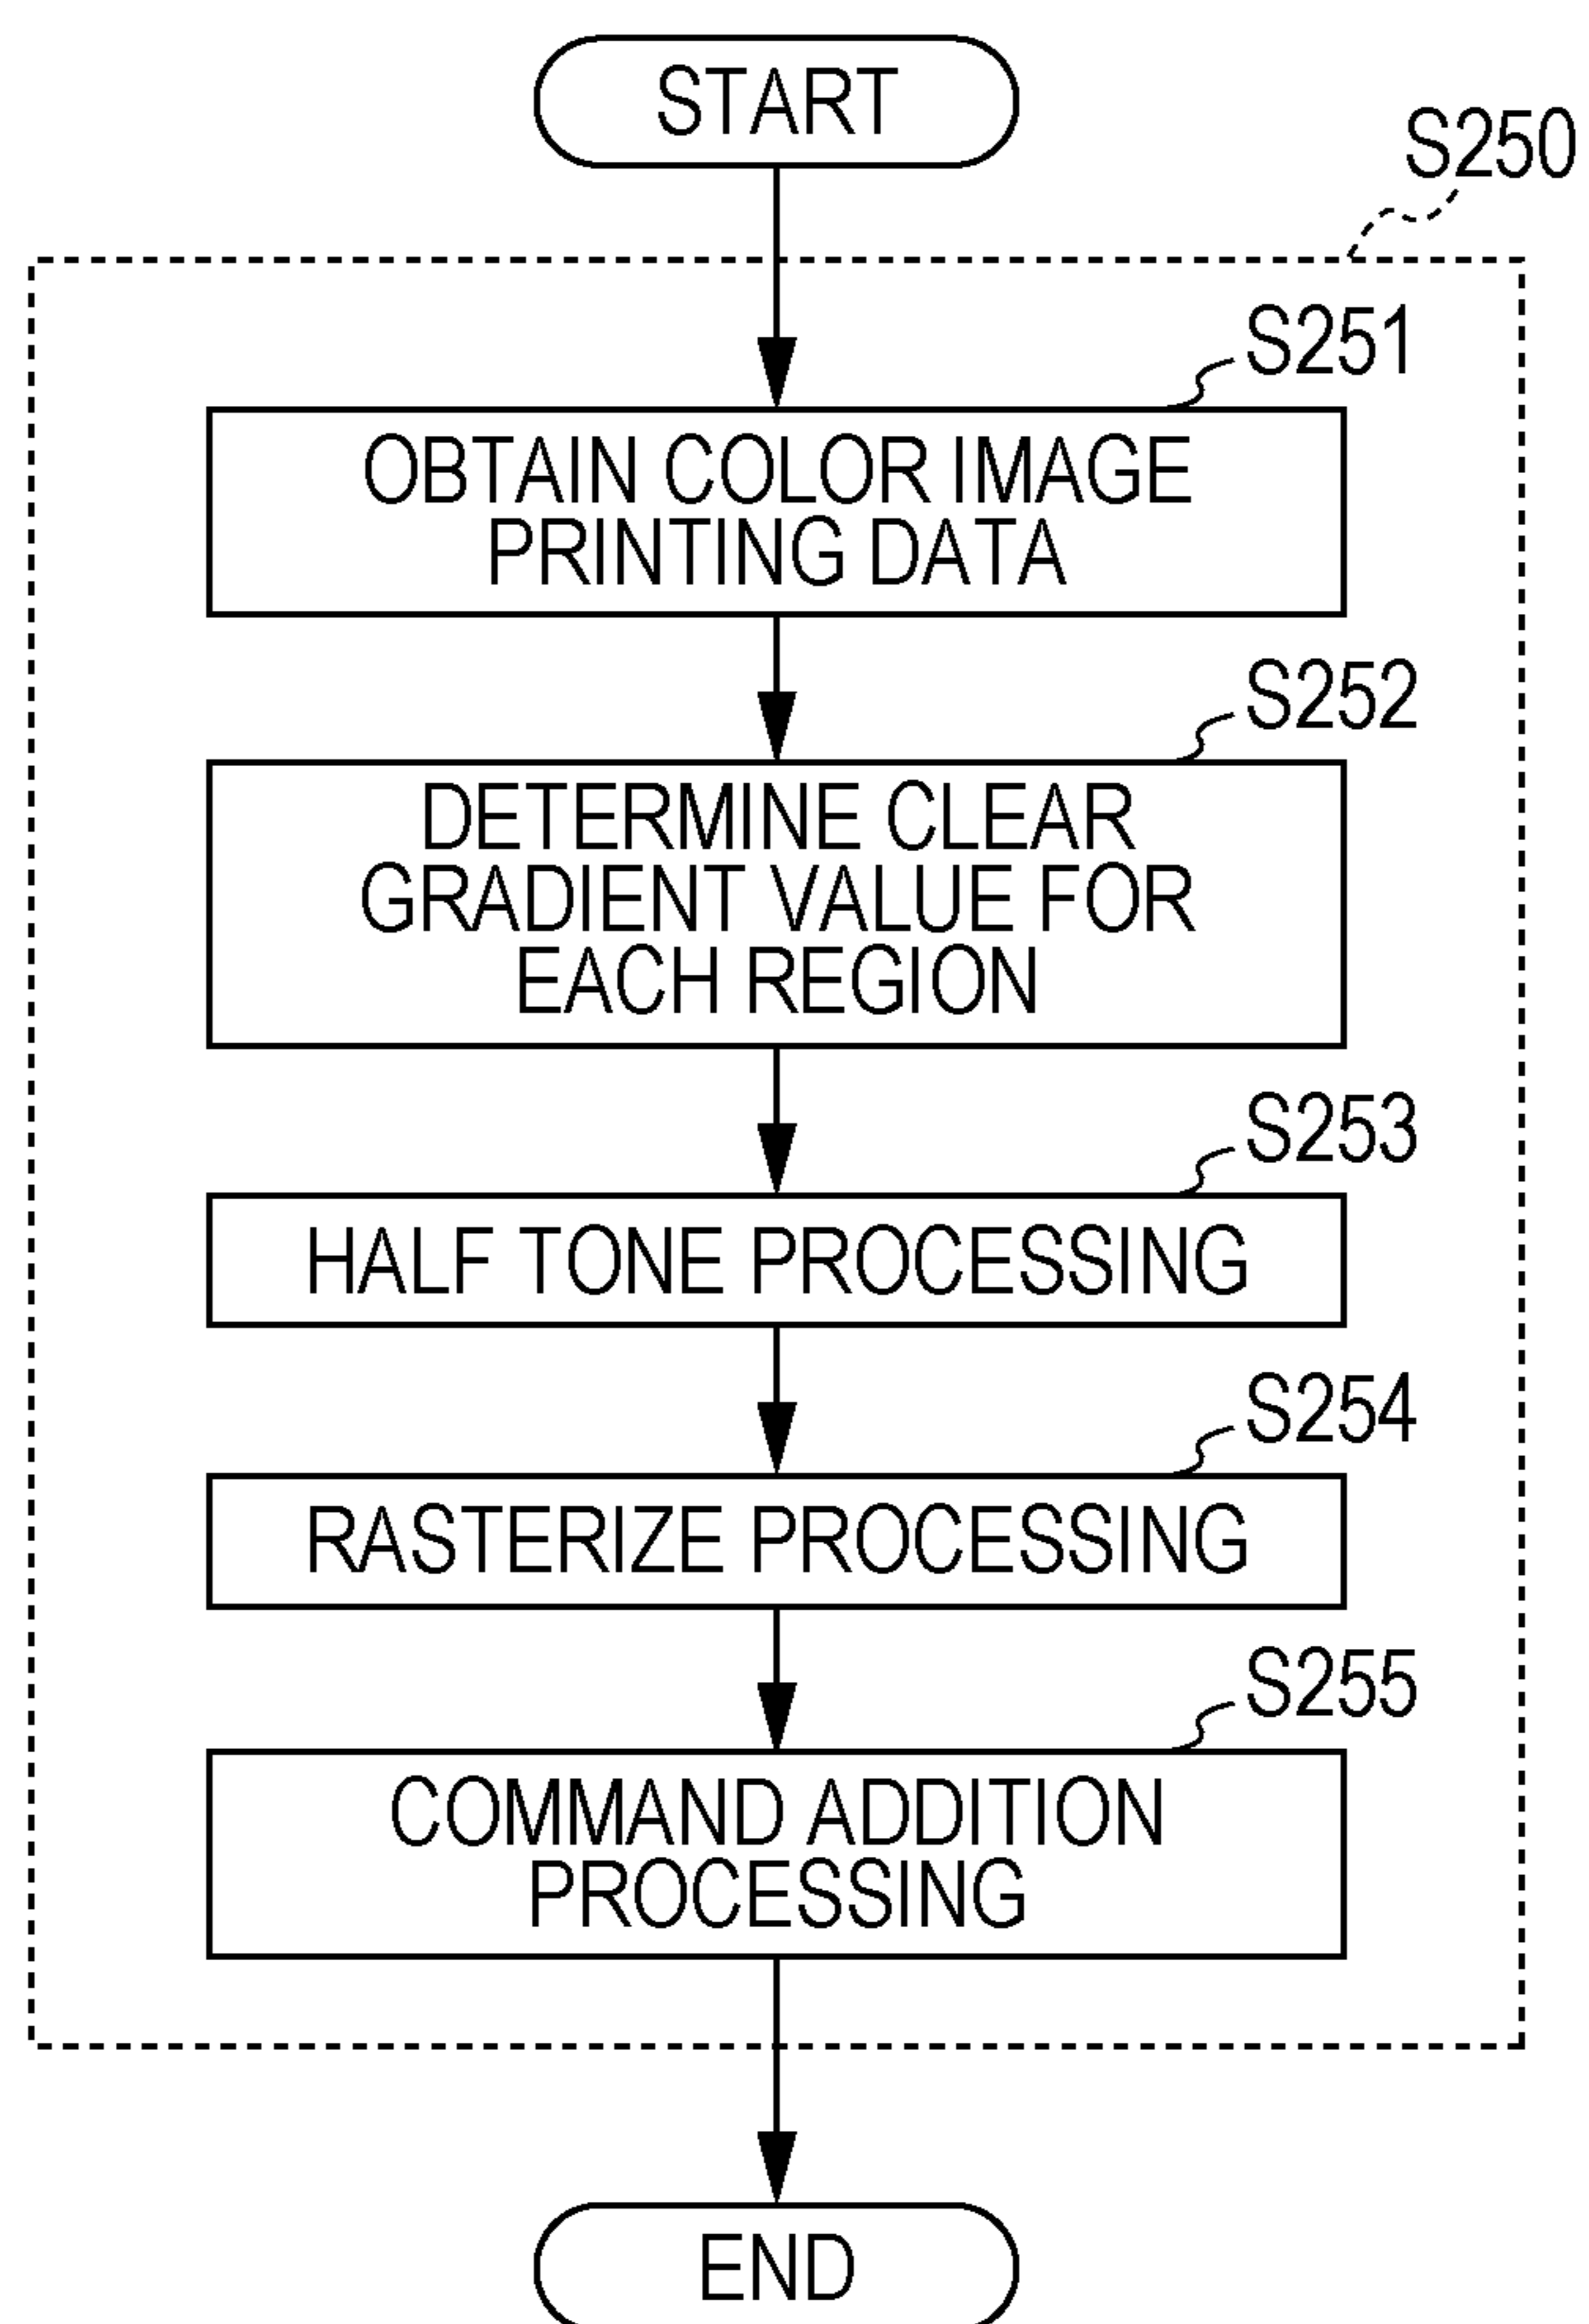 START
S250
S251
OBTAIN COLOR IMAGE
PRINTING DATA
S252
DETERMINE CLEAR
GRADIENT VALUE FOR
EACH REGION
S253
HALF TONE PROCESSING
S254
RASTERIZE PROCESSING
S255
COMMAND ADDITION
PROCESSING
END